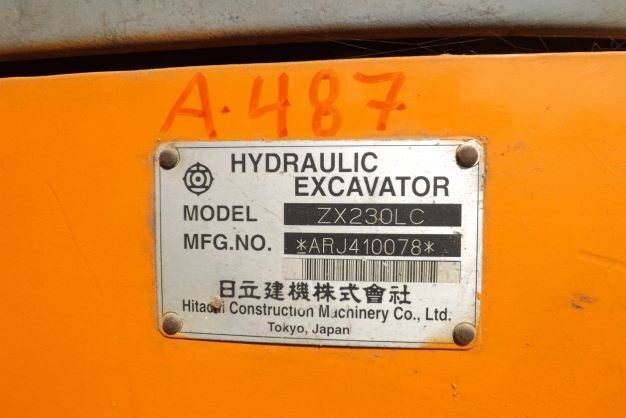 A.487
HYDRAULIC
EXCAVATOR
MODEL ZX230LC
MFG.NO. *ARJ410078*
日立建機株式會社
Hitachi Construction Machinery Co., Ltd.
Tokyo, Japan